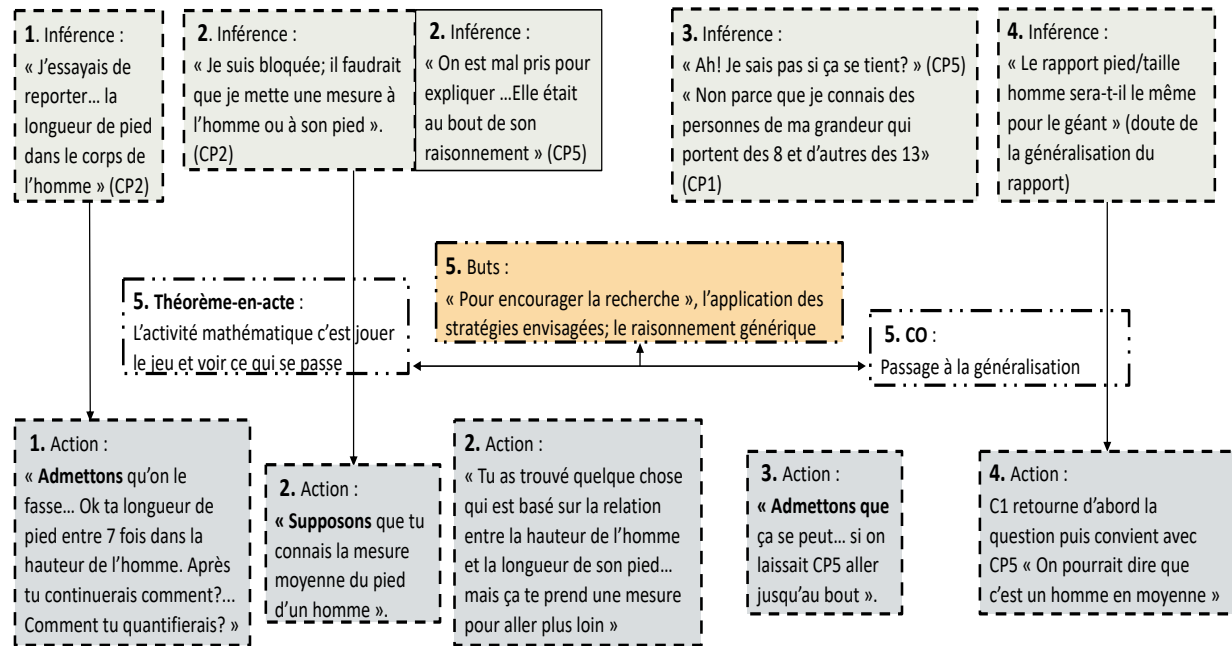 1. Inférence :
« J'essayais de
reporter… la
longueur de pied
dans le corps de
l'homme » (CP2)
2. Inférence :
« Je suis bloquée; il faudrait
que je mette une mesure à
l'homme ou à son pied ».
(CP2)
2. Inférence :
« On est mal pris pour
expliquer …Elle était
au bout de son
raisonnement » (CP5)
3. Inférence :
« Ah! Je sais pas si ça se tient? » (CP5)
« Non parce que je connais des
personnes de ma grandeur qui
portent des 8 et d'autres des 13»
(CP1)
4. Inférence :
« Le rapport pied/taille
homme sera-t-il le même
pour le géant » (doute de
la généralisation du
rapport)
5. Théorème-en-acte :
L'activité mathématique c'est jouer
le jeu et voir ce qui se passe
5. Buts :
« Pour encourager la recherche », l'application des
stratégies envisagées; le raisonnement générique
5. CO :
Passage à la généralisation
1. Action :
« Admettons qu'on le
fasse… Ok ta longueur de
pied entre 7 fois dans la
hauteur de l'homme. Après
tu continuerais comment?…
Comment tu quantifierais? »
2. Action :
« Supposons que tu
connais la mesure
moyenne du pied
d'un homme ».
2. Action :
« Tu as trouvé quelque chose
qui est basé sur la relation
entre la hauteur de l'homme
et la longueur de son pied…
mais ça te prend une mesure
pour aller plus loin »
3. Action :
« Admettons que
ça se peut… si on
laissait CP5 aller
jusqu'au bout ».
4. Action :
C1 retourne d'abord la
question puis convient avec
CP5 « On pourrait dire que
c'est un homme en moyenne »